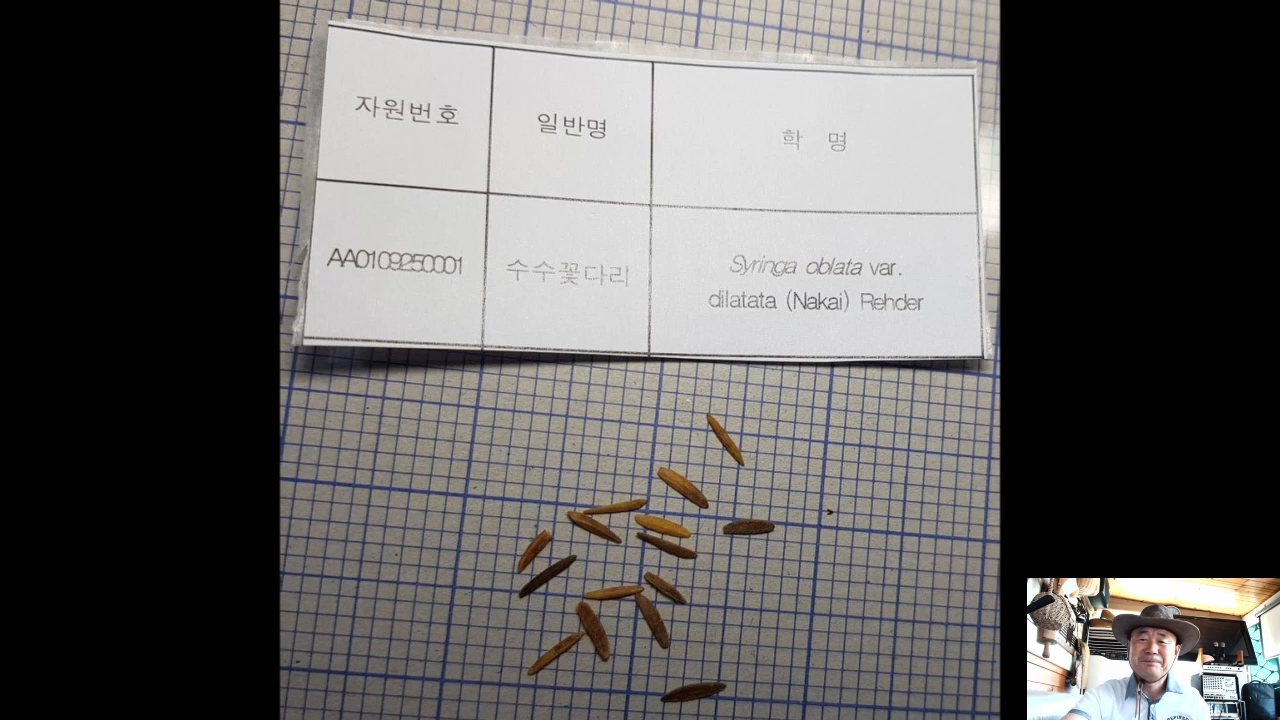 자원번호 일반명 학 명
AA0109250001 수수꽃다리 Syringa oblata var.
dilatata (Nakai) Rehder